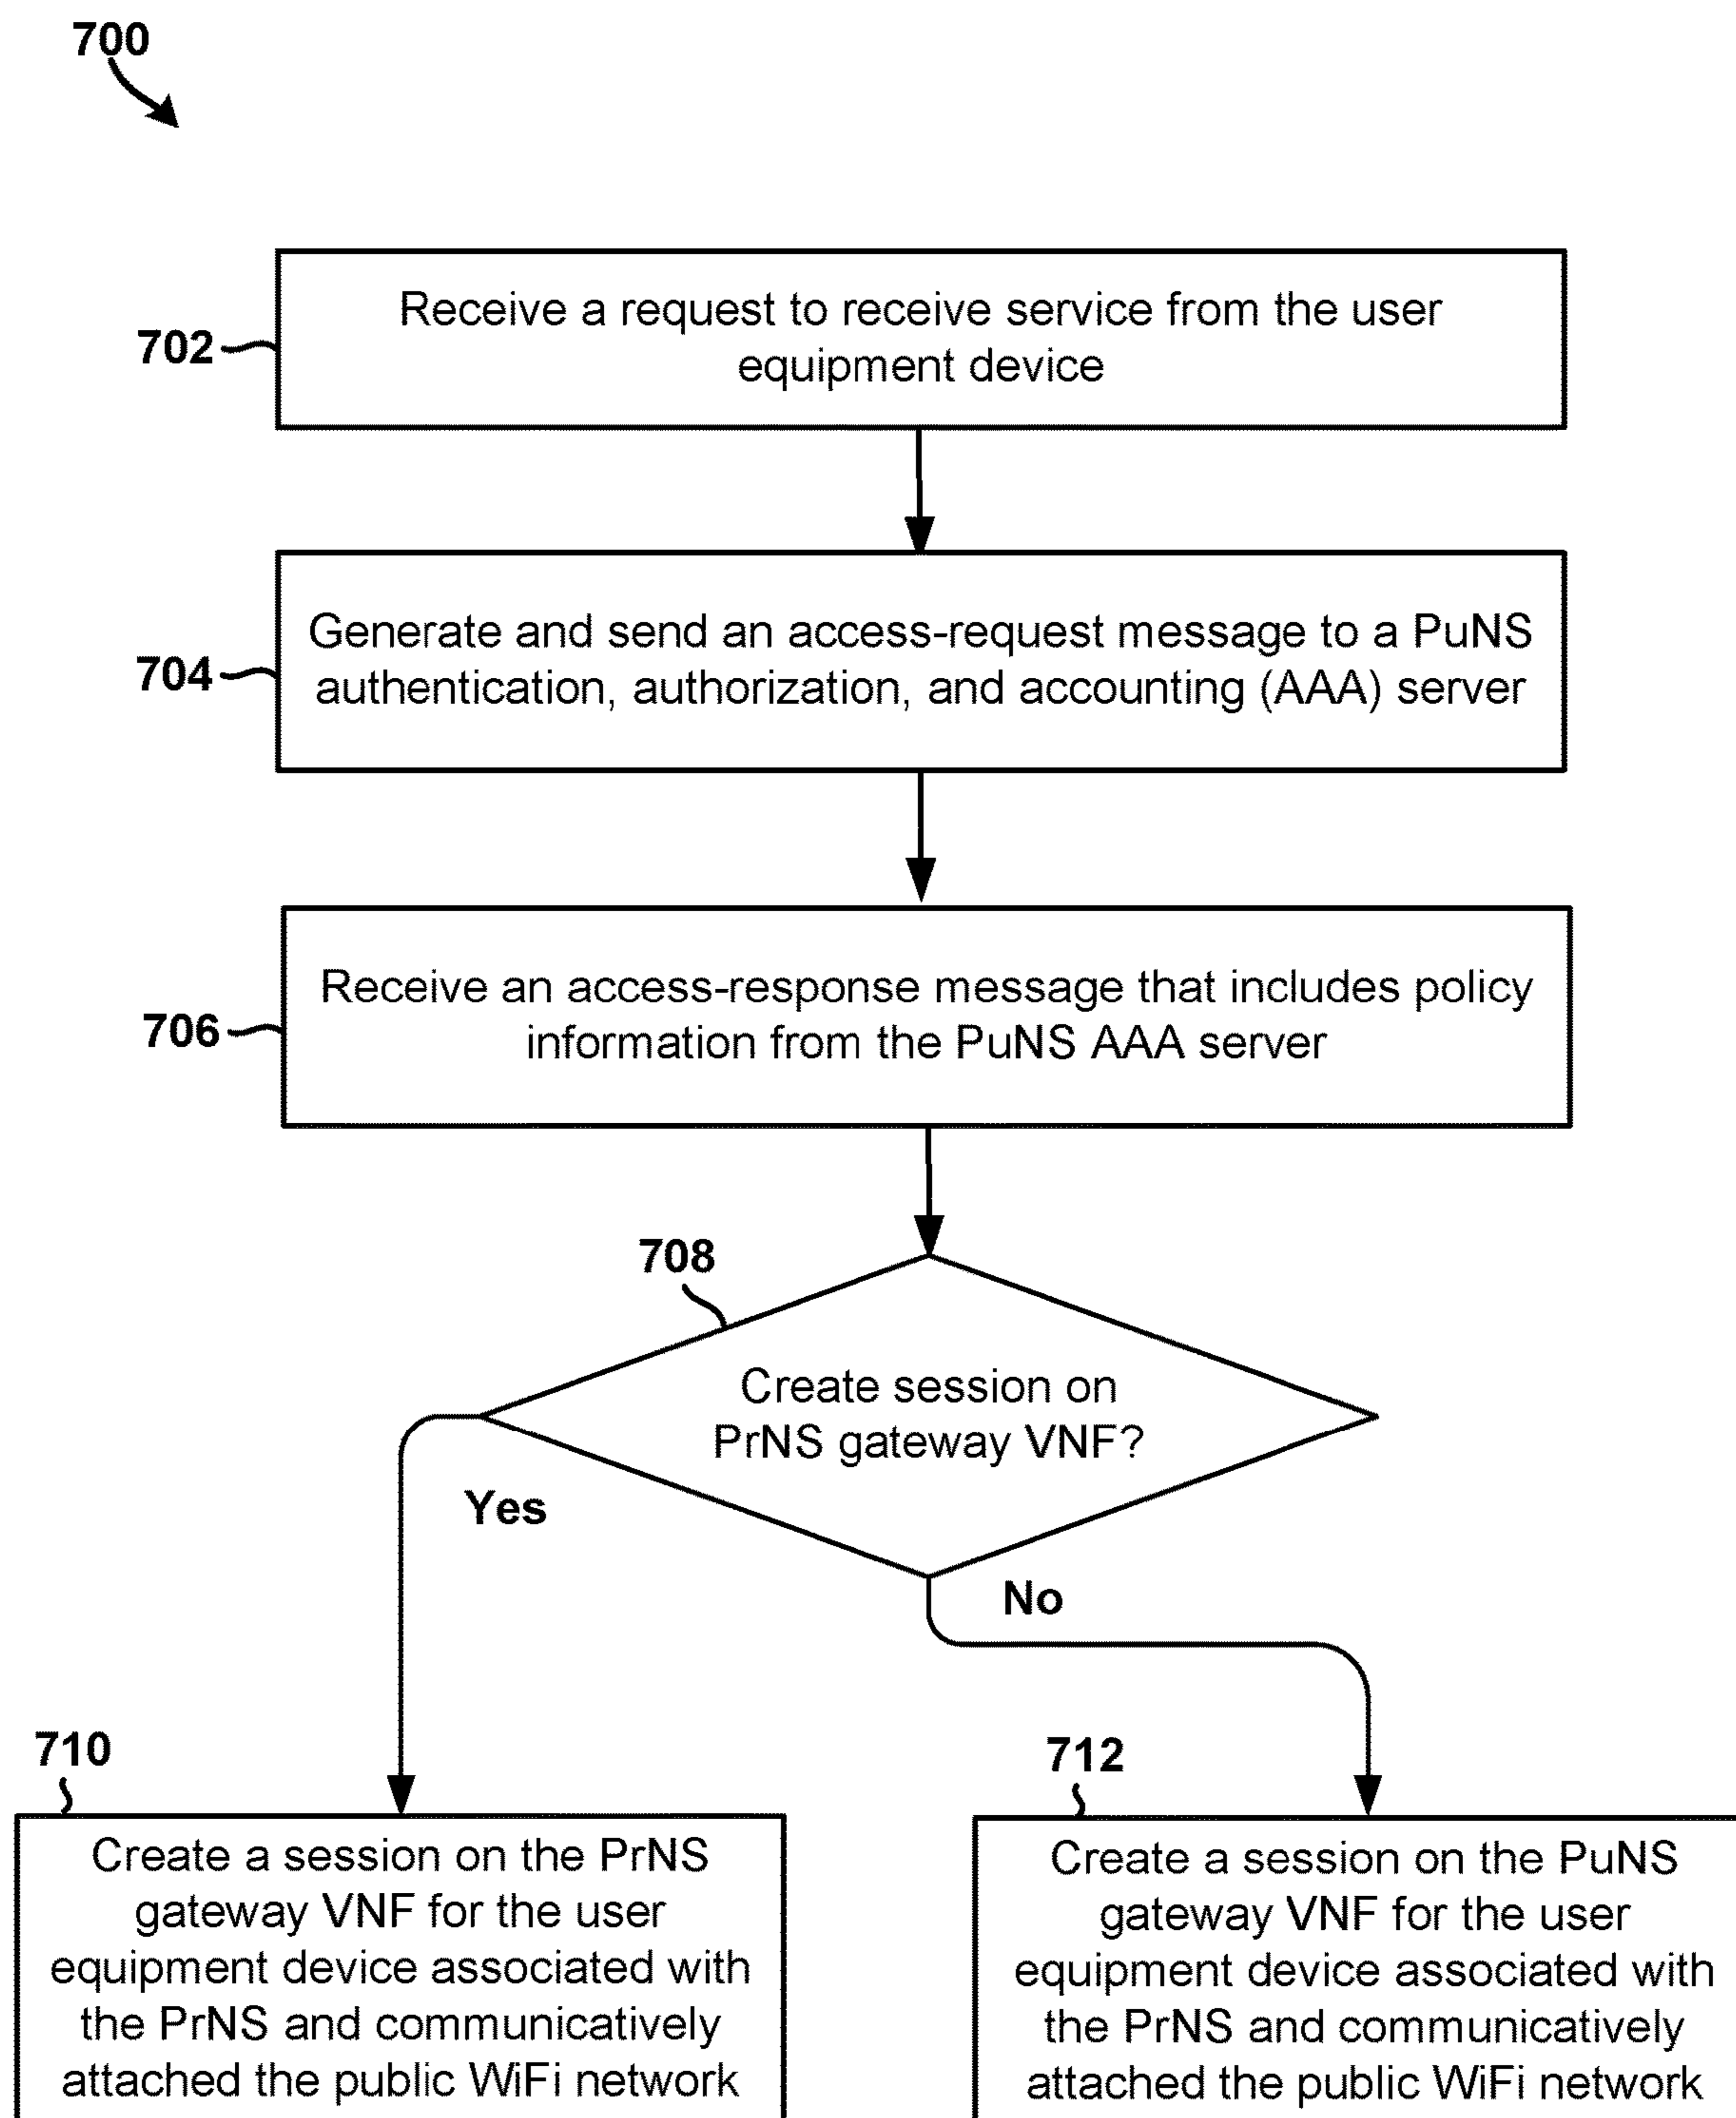 700
702
Receive a request to receive service from the user
equipment device
704
Generate and send an access-request message to a PuNS
authentication, authorization, and accounting (AAA) server
706
Receive an access-response message that includes policy
information from the PuNS AAA server
708
Create session on
PrNS gateway VNF?
Yes
No
710
Create a session on the PrNS
gateway VNF for the user
equipment device associated with
the PrNS and communicatively
attached the public WiFi network
712
Create a session on the PuNS
gateway VNF for the user
equipment device associated with
the PrNS and communicatively
attached the public WiFi network